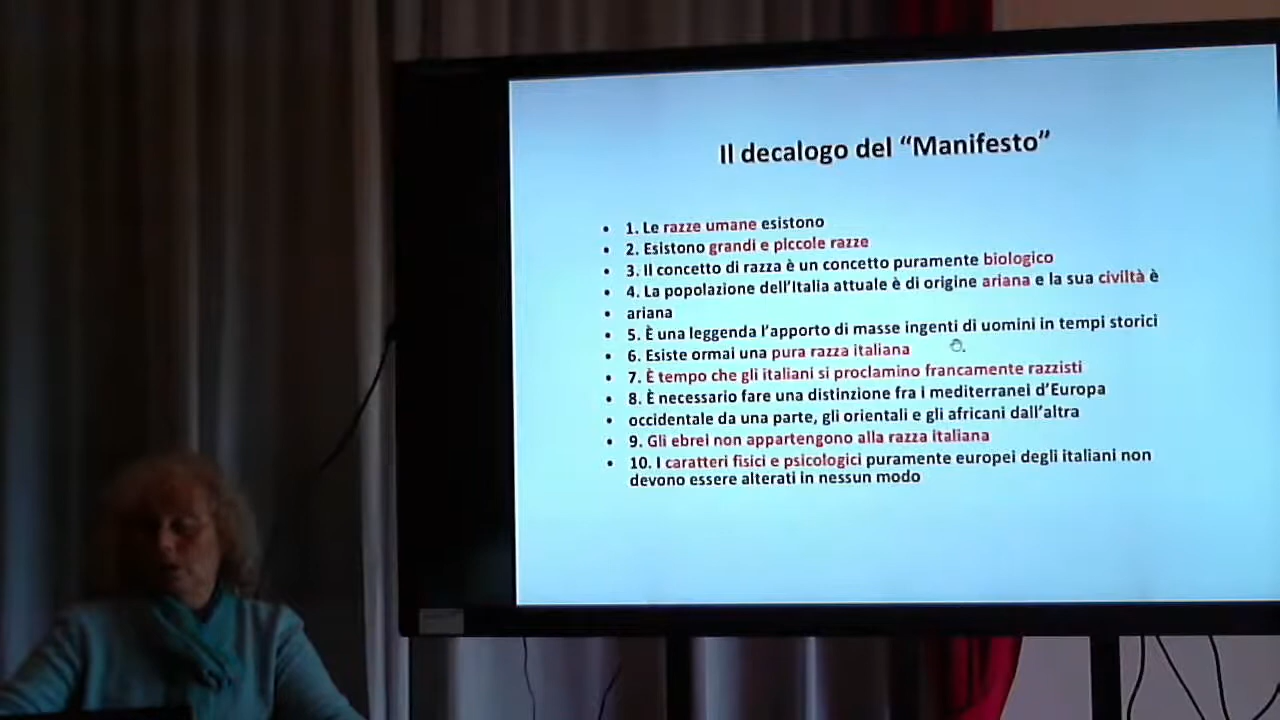 Il decalogo del “Manifesto”
• 1. Le razze umane esistono
• 2. Esistono grandi e piccole razze
• 3. Il concetto di razza è un concetto puramente biologico
• 4. La popolazione dell’Italia attuale è di origine ariana e la sua civiltà è
• ariana
• 5. È una leggenda l’apporto di masse ingenti di uomini in tempi storici
• 6. Esiste ormai una pura razza italiana
• 7. È tempo che gli italiani si proclamino francamente razzisti
• 8. È necessario fare una distinzione fra i mediterranei d’Europa
• occidentale da una parte, gli orientali e gli africani dall’altra
• 9. Gli ebrei non appartengono alla razza italiana
• 10. I caratteri fisici e psicologici puramente europei degli italiani non
devono essere alterati in nessun modo